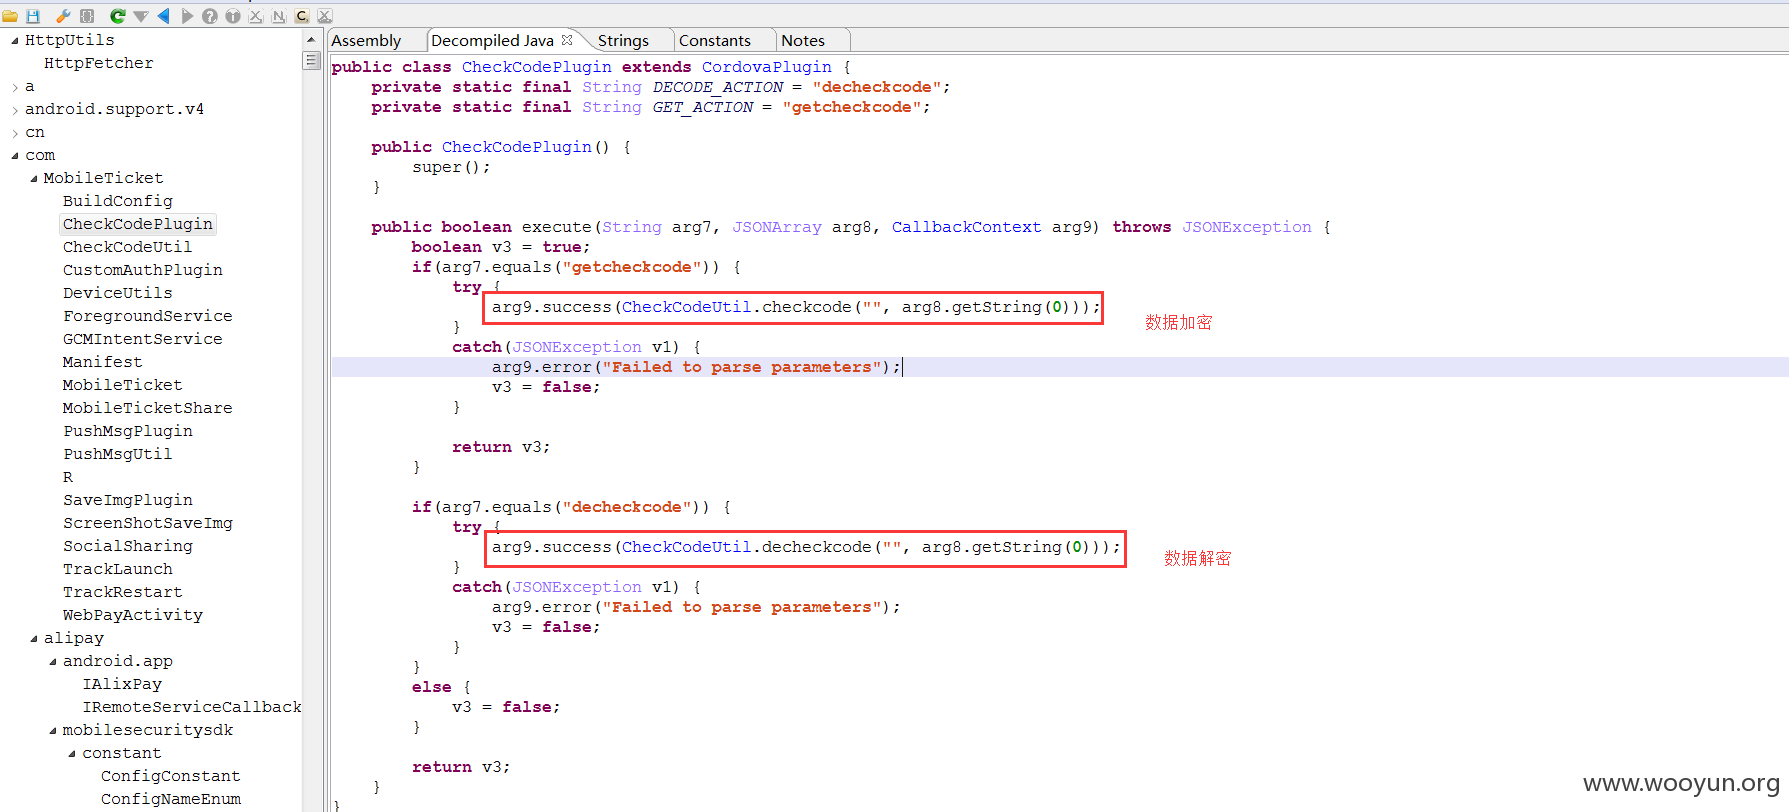 HttpUtils
HttpFetcher
a
android.support.v4
cn
com
MobileTicket
BuildConfig
CheckCodePlugin
CheckCodeUtil
CustomAuthPlugin
DeviceUtils
ForegroundService
GCMIntentService
Manifest
MobileTicket
MobileTicketShare
PushMsgPlugin
PushMsgUtil
R
SaveImgPlugin
ScreenShotSaveImg
SocialSharing
TrackLaunch
TrackRestart
WebPayActivity
alipay
android.app
IAlixPay
IRemoteServiceCallback
mobilesecuritysdk
constant
ConfigConstant
ConfigNameEnum
Assembly Decompiled Java Strings Constants Notes
public class CheckCodePlugin extends CordovaPlugin {
private static final String DECODE_ACTION = "decheckcode";
private static final String GET_ACTION = "getcheckcode";
public CheckCodePlugin() {
super();
}
public boolean execute(String arg7, JSONArray arg8, CallbackContext arg9) throws JSONException {
boolean v3 = true;
if(arg7.equals("getcheckcode")) {
try {
arg9.success(CheckCodeUtil.checkcode("", arg8.getString(0)));
数据加密
}
catch(JSONException v1) {
arg9.error("Failed to parse parameters");
v3 = false;
}
return v3;
}
if(arg7.equals("decheckcode")) {
try {
arg9.success(CheckCodeUtil.decheckcode("", arg8.getString(0)));
数据解密
}
catch(JSONException v1) {
arg9.error("Failed to parse parameters");
v3 = false;
}
}
else {
v3 = false;
}
return v3;
}
}
www.wooyun.org